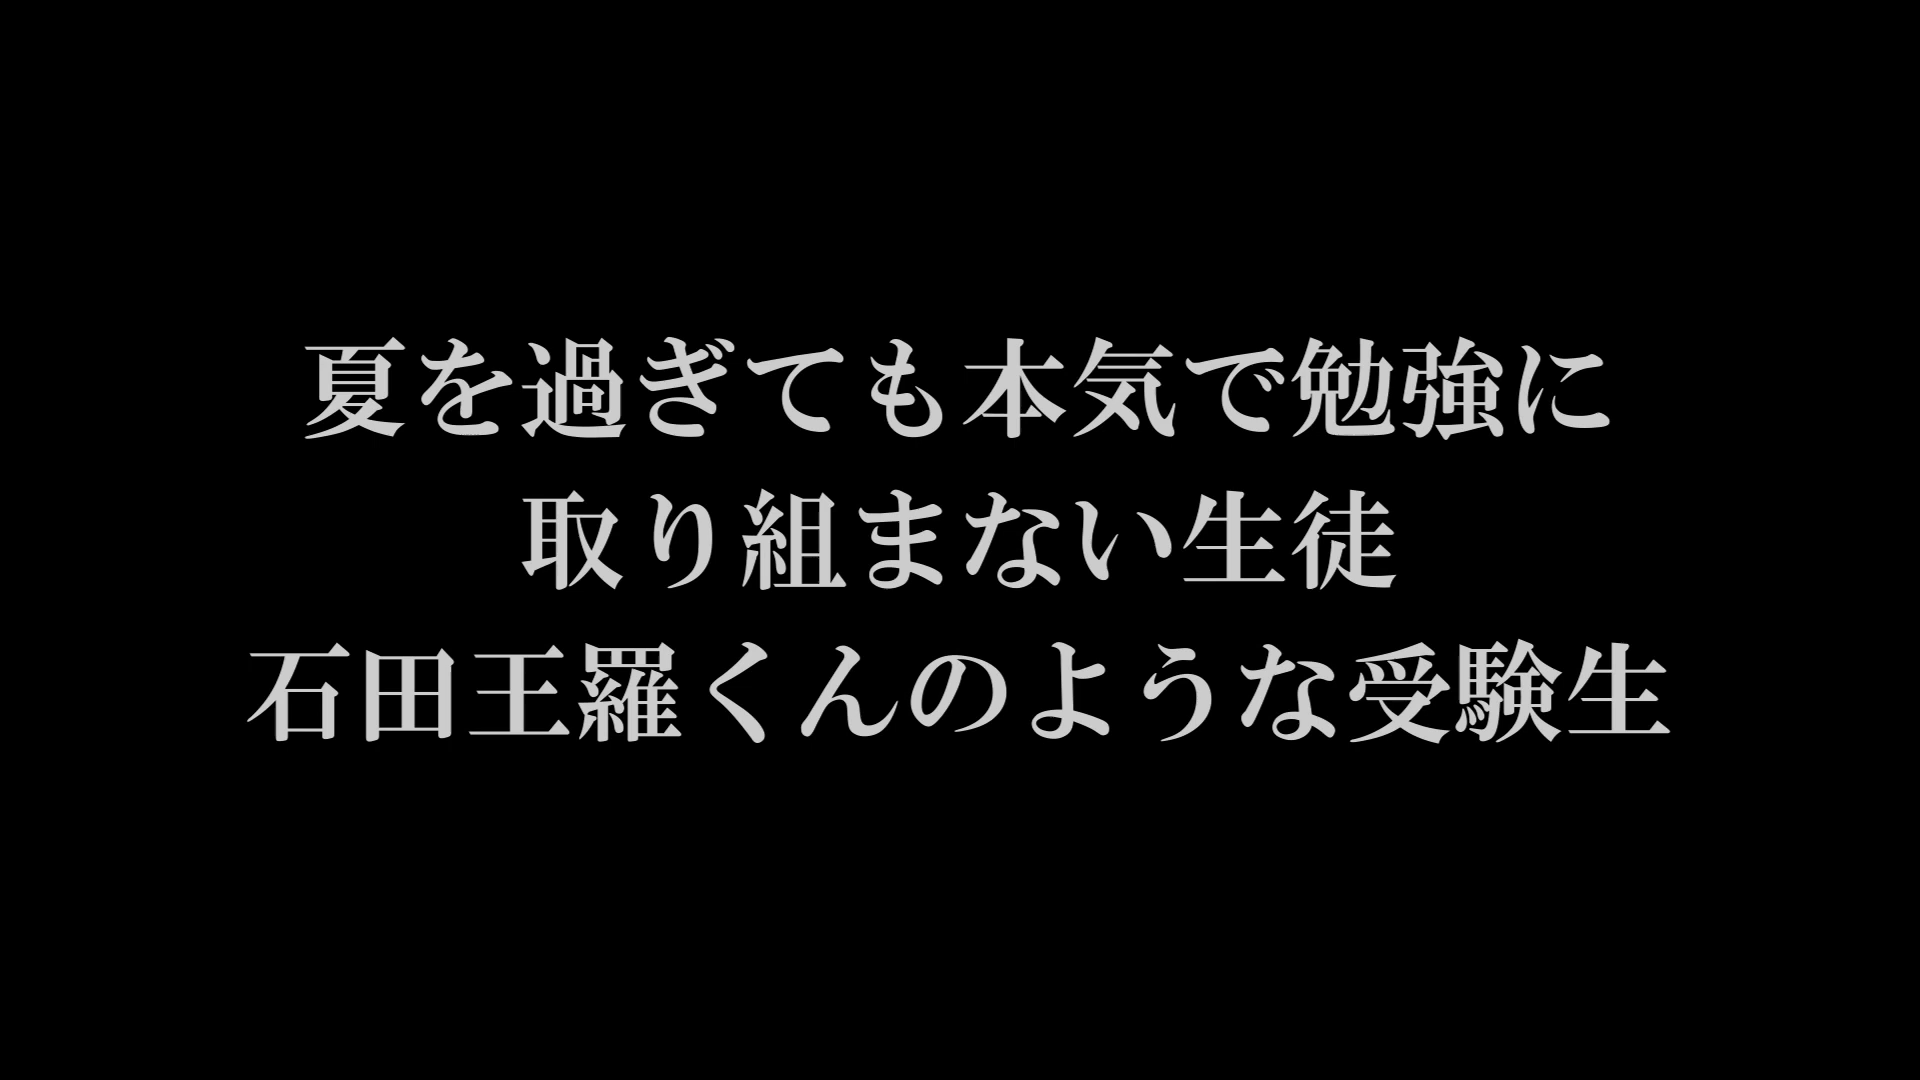 夏を過ぎても本気で勉強に
取り組まない生徒
石田王羅くんのような受験生